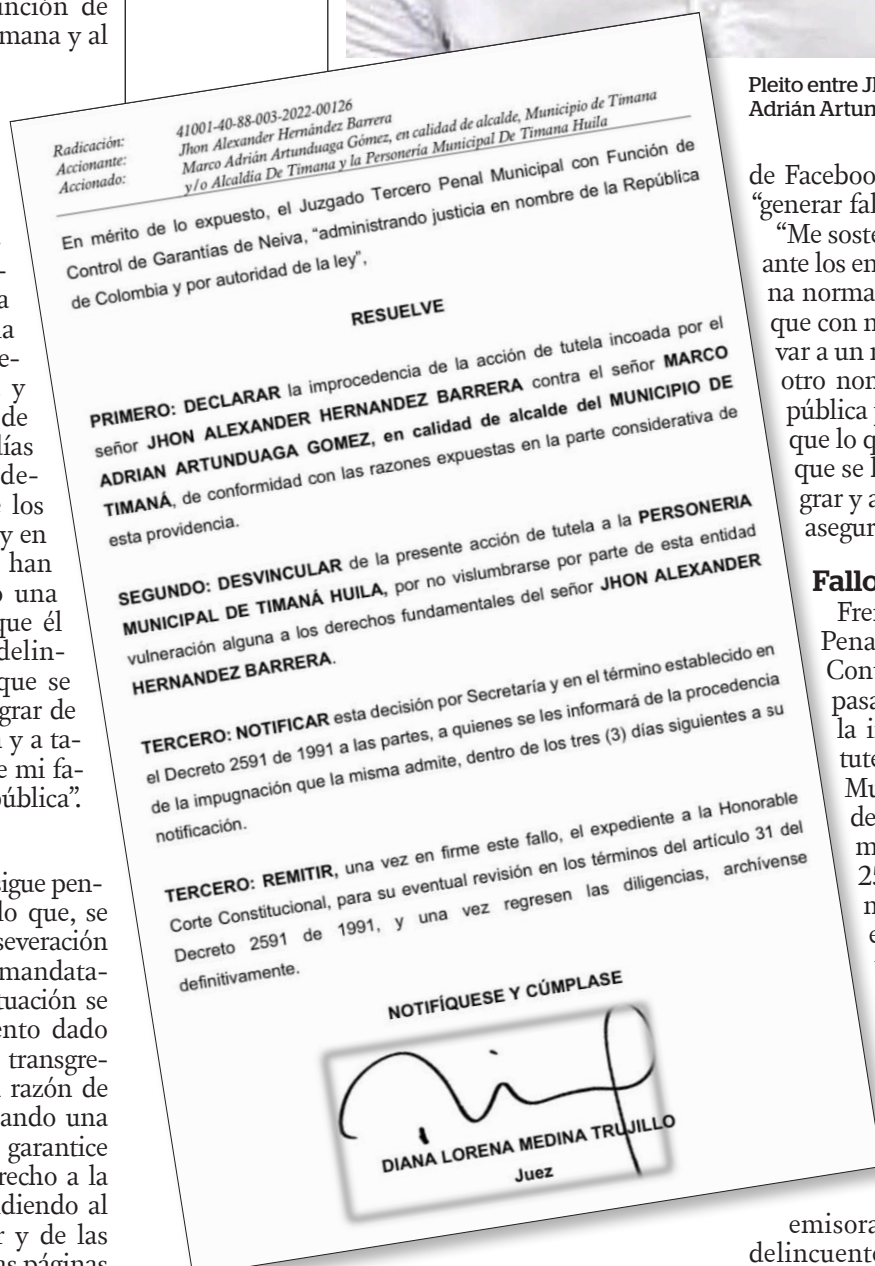 unción de
mana y al
-
a
a
e-
y
de
lías
de-
los
y en
han
o una
que él
delin-
que se
grar de
n y a ta-
e mi fa-
ública”.
sigue pen-
lo que, se
severación
mandata-
tuación se
ento dado
transgre-
razón de
ando una
garantice
recho a la
diendo al
r y de las
as páginas
Radicación: 41001-40-88-003-2022-00126
Accionante: Jhon Alexander Hernández Barrera
Accionado: Marco Adrián Artunduaga Gómez, en calidad de alcalde, Municipio de Timana
y/o Alcaldía De Timana y la Personería Municipal De Timana Huila
En mérito de lo expuesto, el Juzgado Tercero Penal Municipal con Función de
Control de Garantías de Neiva, “administrando justicia en nombre de la República
de Colombia y por autoridad de la ley”,
RESUELVE
PRIMERO: DECLARAR la improcedencia de la acción de tutela incoada por el
señor JHON ALEXANDER HERNANDEZ BARRERA contra el señor MARCO
ADRIAN ARTUNDUAGA GOMEZ, en calidad de alcalde del MUNICIPIO DE
TIMANÁ, de conformidad con las razones expuestas en la parte considerativa de
esta providencia.
SEGUNDO: DESVINCULAR de la presente acción de tutela a la PERSONERIA
MUNICIPAL DE TIMANÁ HUILA, por no vislumbrarse por parte de esta entidad
vulneración alguna a los derechos fundamentales del señor JHON ALEXANDER
HERNANDEZ BARRERA.
TERCERO: NOTIFICAR esta decisión por Secretaría y en el término establecido en
el Decreto 2591 de 1991 a las partes, a quienes se les informará de la procedencia
de la impugnación que la misma admite, dentro de los tres (3) días siguientes a su
notificación.
TERCERO: REMITIR, una vez en firme este fallo, el expediente a la Honorable
Corte Constitucional, para su eventual revisión en los términos del artículo 31 del
Decreto 2591 de 1991, y una vez regresen las diligencias, archívense
definitivamente.
NOTIFÍQUESE Y CÚMPLASE
DIANA LORENA MEDINA TRUJILLO
Juez
Pleito entre J
Adrián Artun
de Faceboo
“generar fal
“Me soste
ante los en
na norma
que con n
var a un
otro non
pública
que lo q
que se l
grar y a
asegur
Fallo
Fre
Pena
Con
pasa
la i
tute
Mu
de
m
25
n
e
emisora
delincuent